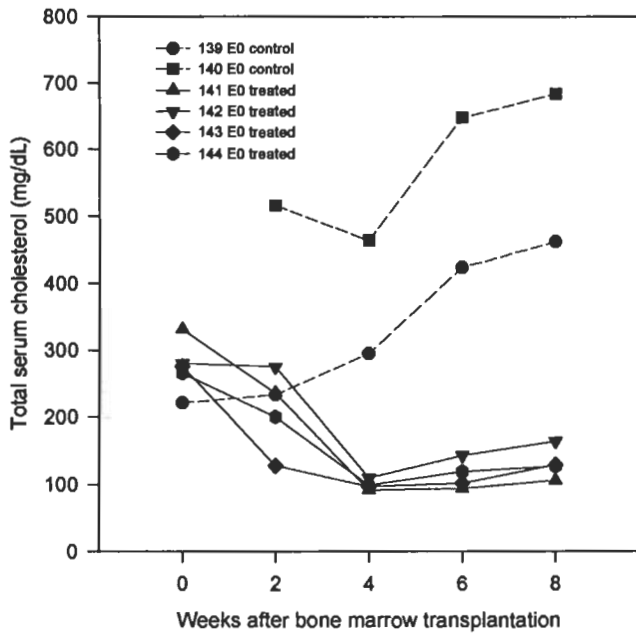 800
700
600
500
400
300
200
100
0
Total serum cholesterol (mg/dL)
139 E0 control
140 E0 control
141 E0 treated
142 E0 treated
143 E0 treated
144 E0 treated
0 2 4 6 8
Weeks after bone marrow transplantation